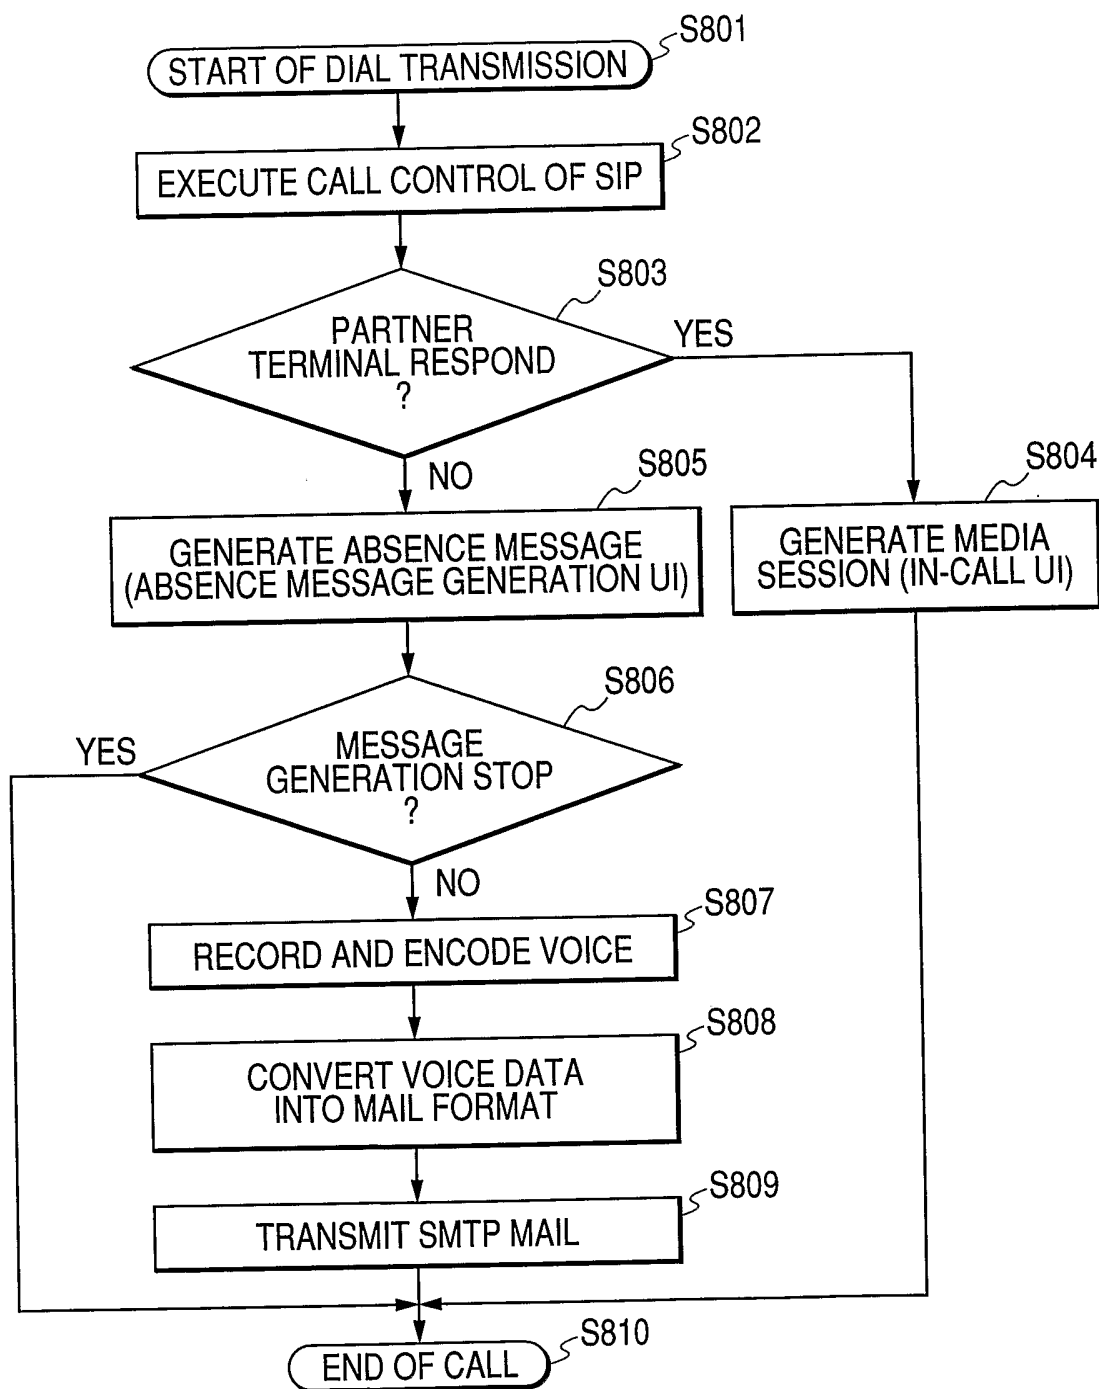 S801
START OF DIAL TRANSMISSION
S802
EXECUTE CALL CONTROL OF SIP
S803
PARTNER
TERMINAL RESPOND
?
YES
NO
S805
S804
GENERATE ABSENCE MESSAGE
(ABSENCE MESSAGE GENERATION UI)
GENERATE MEDIA
SESSION (IN-CALL UI)
S806
YES
MESSAGE
GENERATION STOP
?
NO
S807
RECORD AND ENCODE VOICE
S808
CONVERT VOICE DATA
INTO MAIL FORMAT
S809
TRANSMIT SMTP MAIL
S810
END OF CALL